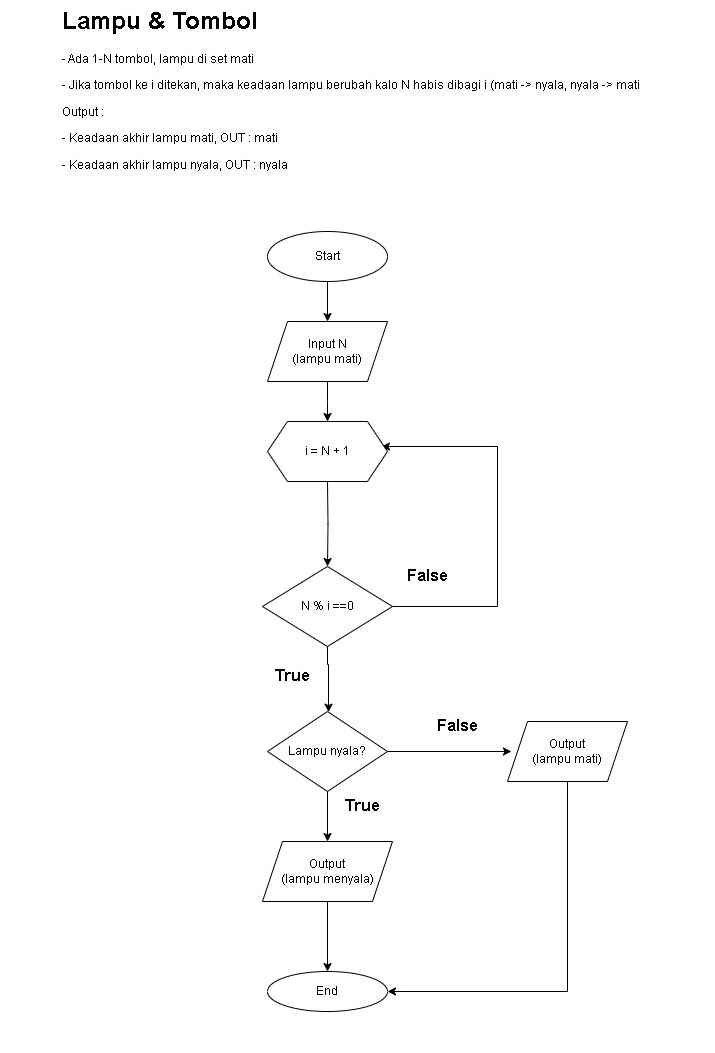 Lampu & Tombol
- Ada 1-N tombol, lampu di set mati
- Jika tombol ke i ditekan, maka keadaan lampu berubah kalo N habis dibagi i (mati -> nyala, nyala -> mati
Output :
- Keadaan akhir lampu mati, OUT : mati
- Keadaan akhir lampu nyala, OUT : nyala
Start
Input N
(lampu mati)
i = N + 1
False
N % i ==0
True
False
Lampu nyala?
Output
(lampu mati)
True
Output
(lampu menyala)
End